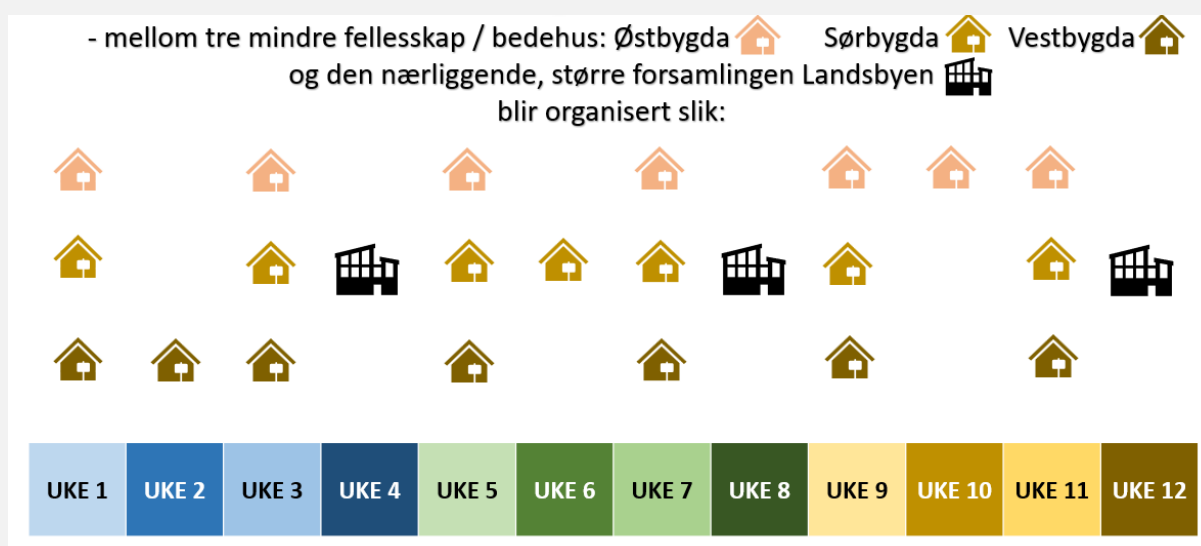 - mellom tre mindre fellesskap / bedehus: Østbygda Sørbygda Vestbygda
og den nærliggende, større forsamlingen Landsbyen
blir organisert slik:
UKE 1 UKE 2 UKE 3 UKE 4 UKE 5 UKE 6 UKE 7 UKE 8 UKE 9 UKE 10 UKE 11 UKE 12